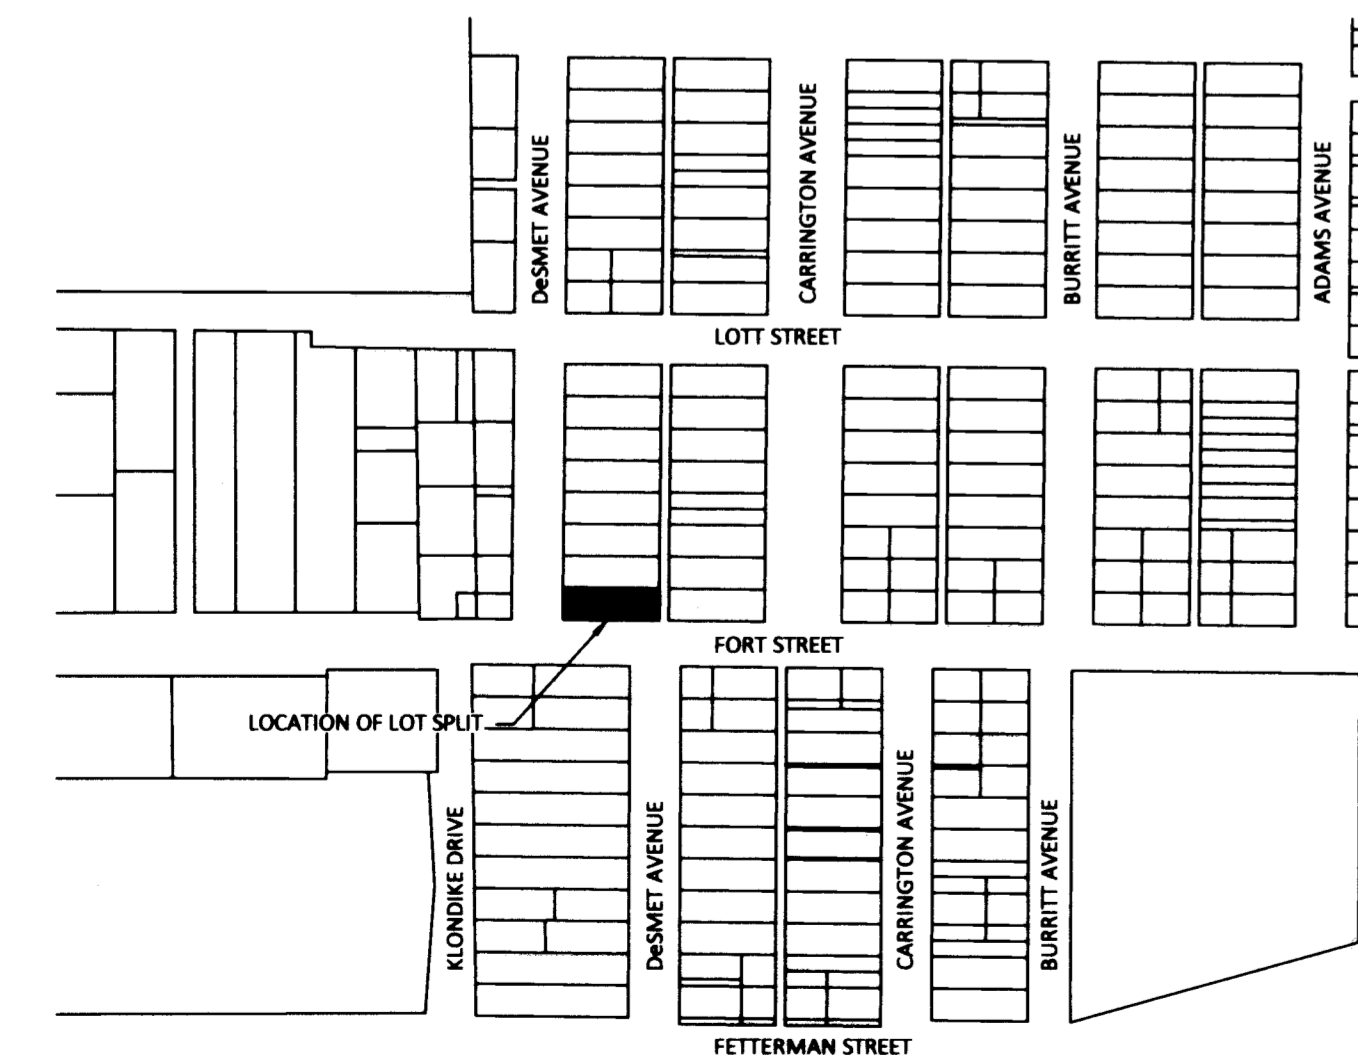 DeSMET AVENUE
CARRINGTON AVENUE
BURRITT AVENUE
ADAMS AVENUE
LOTT STREET
FORT STREET
LOCATION OF LOT SPLIT
KLONDIKE DRIVE
DeSMET AVENUE
CARRINGTON AVENUE
BURRITT AVENUE
FETTERMAN STREET